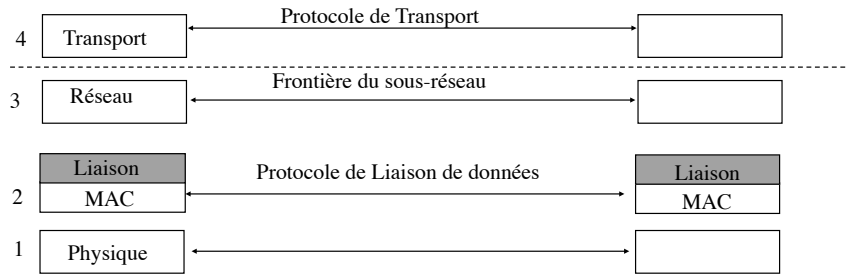 Protocole de Transport
4 Transport
Frontière du sous-réseau
3 Réseau
Liaison Liaison
Protocole de Liaison de données
2 MAC MAC
1 Physique